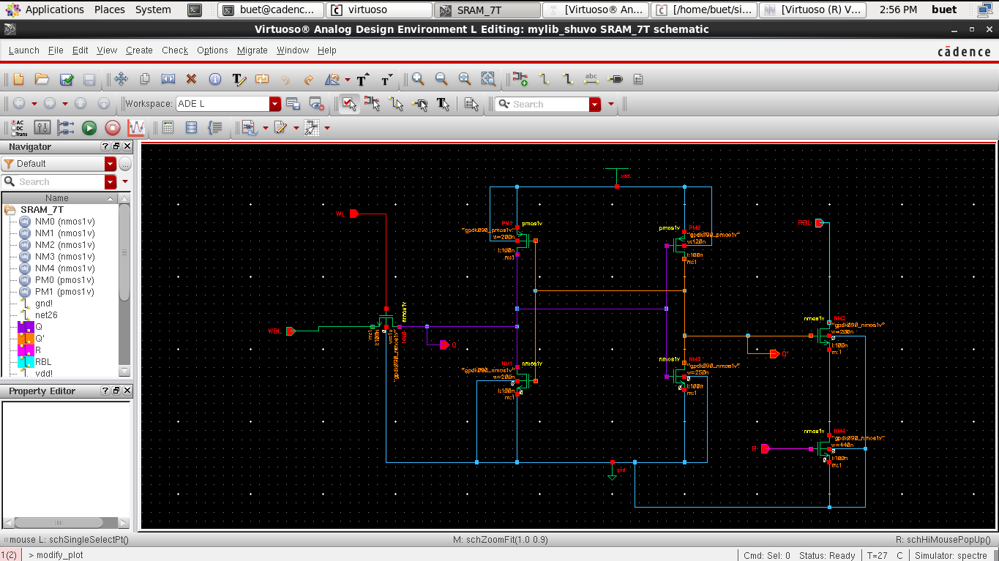 Applications Places System buet@cadenc... virtuoso SRAM_7T [Virtuoso® An... [/home/buet/si... [Virtuoso (R) V... 2:56 PM buet
Virtuoso® Analog Design Environment L Editing: mylib_shuvo SRAM_7T schematic
Launch File Edit View Create Check Options Migrate Window Help
cādence
Workspace: ADE L
Search
AC
DC
Trans
Navigator
Default
Search
Name
SRAM_7T
NM0 (nmos1v)
NM1 (nmos1v)
NM2 (nmos1v)
NM3 (nmos1v)
NM4 (nmos1v)
PM0 (pmos1v)
PM1 (pmos1v)
gnd!
net26
Q
Q'
R
RBL
vdd!
Property Editor
vdd
WL
RBL
PM1 pmos1v
"gpdk090_pmos1v"
w=200n
l:100n
m:1
pmos1v PM0
"gpdk090_pmos1v"
w:120n
l:100n
m:1
WBL
nmos1v
NM0
"gpdk090_nmos1v"
w=1u
l:100n
m:1
Q
nmos1v NM2
"gpdk090_nmos1v"
w=200n
l:100n
m:1
Q'
NM1 nmos1v
"gpdk090_nmos1v"
w=200n
l:100n
m:1
nmos1v NM3
"gpdk090_nmos1v"
w=250n
l:100n
m:1
nmos1v NM4
"gpdk090_nmos1v"
w=440n
l:100n
m:1
R
gnd
mouse L: schSingleSelectPt() M: schZoomFit(1.0 0.9) R: schHiMousePopUp()
1(2) > modify_plot Cmd: Sel: 0 Status: Ready T=27 C Simulator: spectre